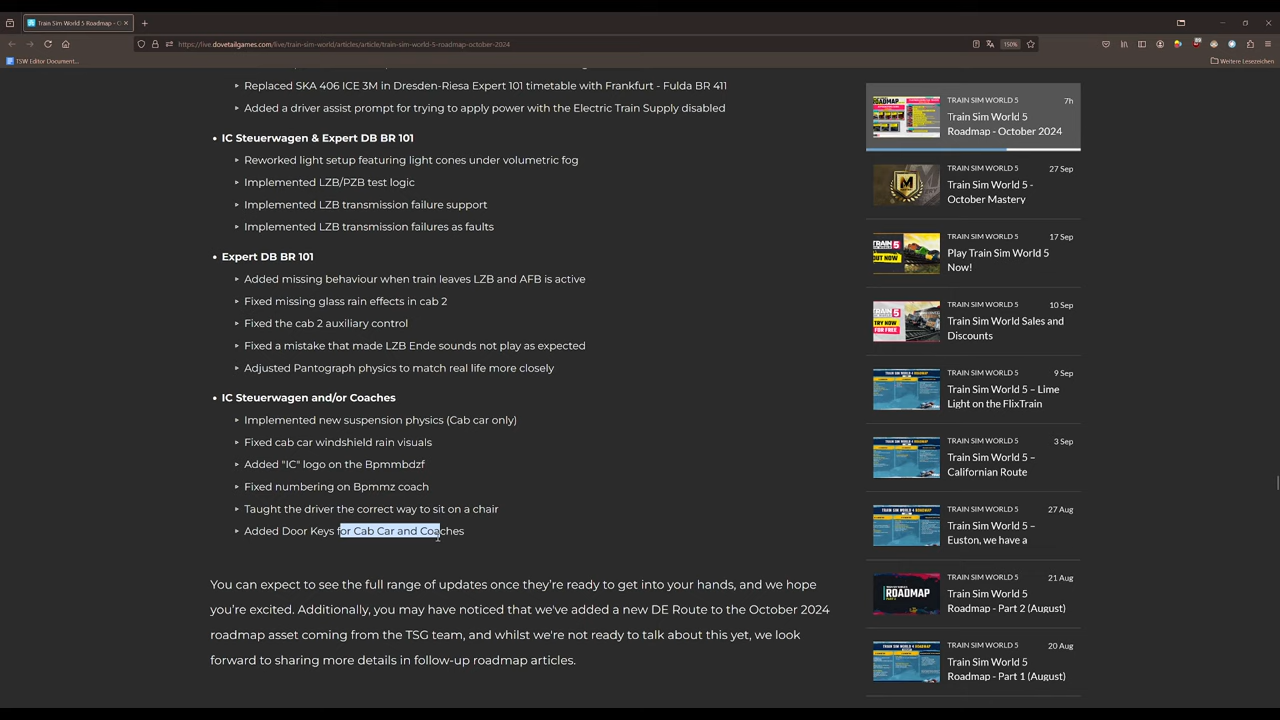 Train Sim World 5 Roadmap - O
https://live.dovetailgames.com/live/train-sim-world/articles/article/train-sim-world-5-roadmap-october-2024
150%
TSW Editor Document...
Weitere Lesezeichen
Replaced SKA 406 ICE 3M in Dresden-Riesa Expert 101 timetable with Frankfurt - Fulda BR 411
Added a driver assist prompt for trying to apply power with the Electric Train Supply disabled
• IC Steuerwagen & Expert DB BR 101
Reworked light setup featuring light cones under volumetric fog
Implemented LZB/PZB test logic
Implemented LZB transmission failure support
Implemented LZB transmission failures as faults
• Expert DB BR 101
Added missing behaviour when train leaves LZB and AFB is active
Fixed missing glass rain effects in cab 2
Fixed the cab 2 auxiliary control
Fixed a mistake that made LZB Ende sounds not play as expected
Adjusted Pantograph physics to match real life more closely
• IC Steuerwagen and/or Coaches
Implemented new suspension physics (Cab car only)
Fixed cab car windshield rain visuals
Added "IC" logo on the Bpmmbdzf
Fixed numbering on Bpmmz coach
Taught the driver the correct way to sit on a chair
Added Door Keys for Cab Car and Coaches
You can expect to see the full range of updates once they're ready to get into your hands, and we hope
you're excited. Additionally, you may have noticed that we've added a new DE Route to the October 2024
roadmap asset coming from the TSG team, and whilst we're not ready to talk about this yet, we look
forward to sharing more details in follow-up roadmap articles.
TRAIN SIM WORLD 5 7h
Train Sim World 5
Roadmap - October 2024
TRAIN SIM WORLD 5 27 Sep
Train Sim World 5 -
October Mastery
TRAIN SIM WORLD 5 17 Sep
Play Train Sim World 5
Now!
TRAIN SIM WORLD 5 10 Sep
Train Sim World Sales and
Discounts
TRAIN SIM WORLD 5 9 Sep
Train Sim World 5 – Lime
Light on the FlixTrain
TRAIN SIM WORLD 5 3 Sep
Train Sim World 5 –
Californian Route
TRAIN SIM WORLD 5 27 Aug
Train Sim World 5 –
Euston, we have a
TRAIN SIM WORLD 5 21 Aug
Train Sim World 5
Roadmap - Part 2 (August)
TRAIN SIM WORLD 5 20 Aug
Train Sim World 5
Roadmap - Part 1 (August)